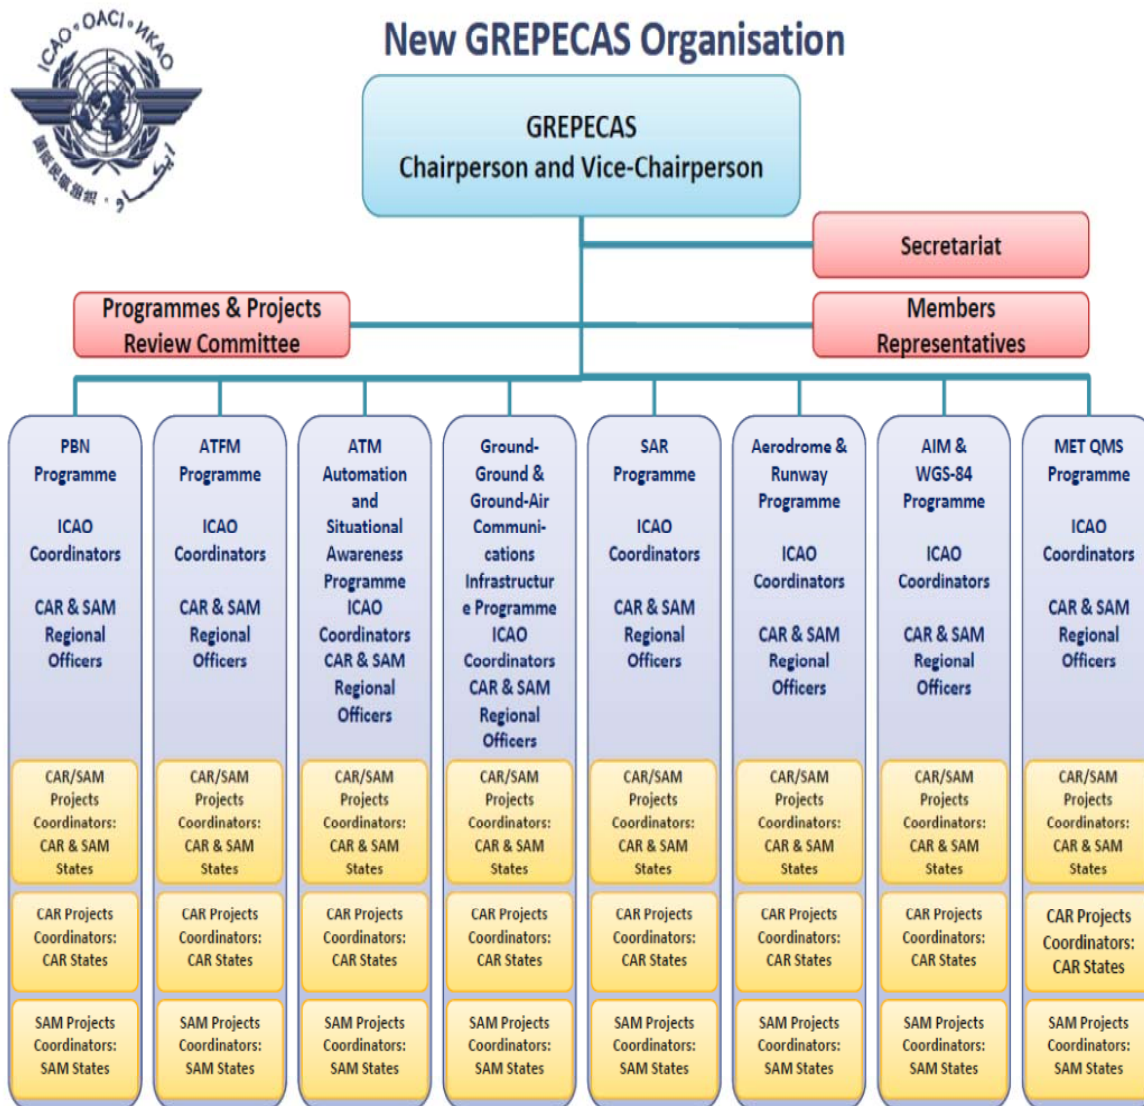 ICAO · OACI · ИКАО
国际民航组织 · ايكاو
New GREPECAS Organisation
GREPECAS
Chairperson and Vice-Chairperson
Secretariat
Programmes & Projects
Review Committee
Members
Representatives
PBN
Programme
ICAO
Coordinators
CAR & SAM
Regional
Officers
CAR/SAM
Projects
Coordinators:
CAR & SAM
States
CAR Projects
Coordinators:
CAR States
SAM Projects
Coordinators:
SAM States
ATFM
Programme
ICAO
Coordinators
CAR & SAM
Regional
Officers
CAR/SAM
Projects
Coordinators:
CAR & SAM
States
CAR Projects
Coordinators:
CAR States
SAM Projects
Coordinators:
SAM States
ATM
Automation
and
Situational
Awareness
Programme
ICAO
Coordinators
CAR & SAM
Regional
Officers
CAR/SAM
Projects
Coordinators:
CAR & SAM
States
CAR Projects
Coordinators:
CAR States
SAM Projects
Coordinators:
SAM States
Ground-
Ground &
Ground-Air
Communi-
cations
Infrastructur
e Programme
ICAO
Coordinators
CAR & SAM
Regional
Officers
CAR/SAM
Projects
Coordinators:
CAR & SAM
States
CAR Projects
Coordinators:
CAR States
SAM Projects
Coordinators:
SAM States
SAR
Programme
ICAO
Coordinators
CAR & SAM
Regional
Officers
CAR/SAM
Projects
Coordinators:
CAR & SAM
States
CAR Projects
Coordinators:
CAR States
SAM Projects
Coordinators:
SAM States
Aerodrome &
Runway
Programme
ICAO
Coordinators
CAR & SAM
Regional
Officers
CAR/SAM
Projects
Coordinators:
CAR & SAM
States
CAR Projects
Coordinators:
CAR States
SAM Projects
Coordinators:
SAM States
AIM &
WGS-84
Programme
ICAO
Coordinators
CAR & SAM
Regional
Officers
CAR/SAM
Projects
Coordinators:
CAR & SAM
States
CAR Projects
Coordinators:
CAR States
SAM Projects
Coordinators:
SAM States
MET QMS
Programme
ICAO
Coordinators
CAR & SAM
Regional
Officers
CAR/SAM
Projects
Coordinators:
CAR & SAM
States
CAR Projects
Coordinators:
CAR States
SAM Projects
Coordinators:
SAM States